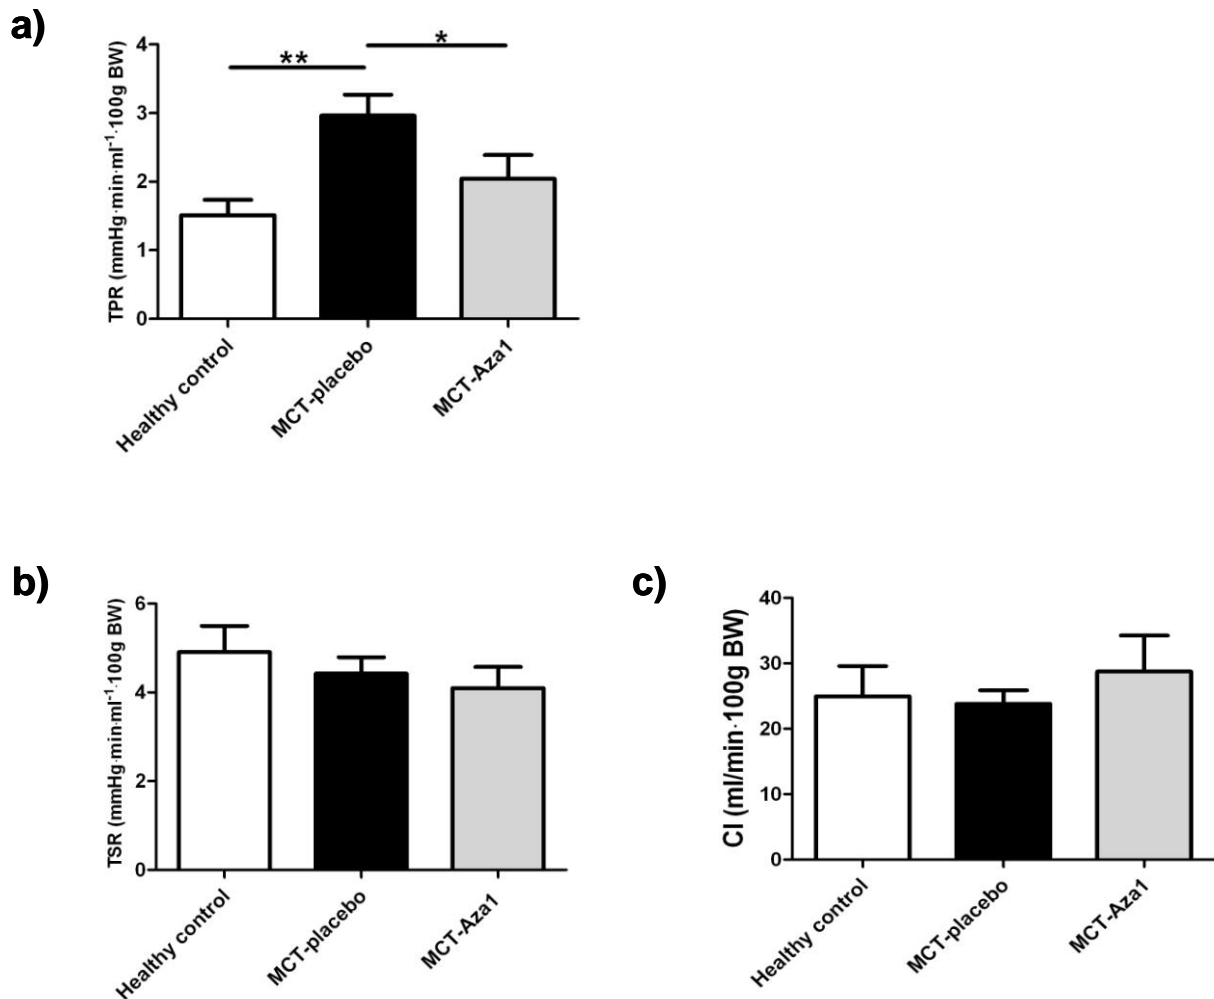 a)
TPR (mmHg·min·ml⁻¹·100g BW)
4
3
2
1
0
**
*
Healthy control
MCT-placebo
MCT-Aza1
b)
TSR (mmHg·min·ml⁻¹·100g BW)
6
4
2
0
Healthy control
MCT-placebo
MCT-Aza1
c)
CI (ml/min·100g BW)
40
30
20
10
0
Healthy control
MCT-placebo
MCT-Aza1